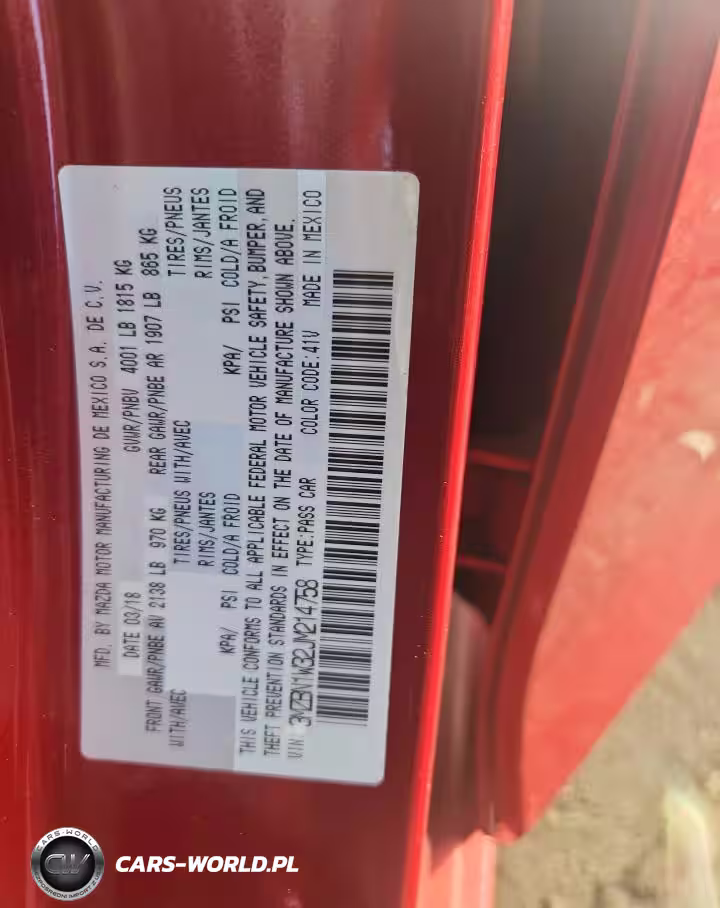 MFD. BY MAZDA MOTOR MANUFACTURING DE MEXICO S.A. DE C.V.
DATE 03/18 GVWR/PNBV 4001 LB 1815 KG
FRONT GAWR/PNBE AV 2138 LB 970 KG REAR GAWR/PNBE AR 1907 LB 865 KG
WITH/AVEC TIRES/PNEUS WITH/AVEC TIRES/PNEUS
RIMS/JANTES RIMS/JANTES
KPA/ PSI COLD/A FROID KPA/ PSI COLD/A FROID
THIS VEHICLE CONFORMS TO ALL APPLICABLE FEDERAL MOTOR VEHICLE SAFETY, BUMPER, AND
THEFT PREVENTION STANDARDS IN EFFECT ON THE DATE OF MANUFACTURE SHOWN ABOVE.
VIN: 3MZBN1W32JM214758 TYPE:PASS CAR COLOR CODE:41V MADE IN MEXICO
CARS-WORLD
CW
CARS-WORLD.PL